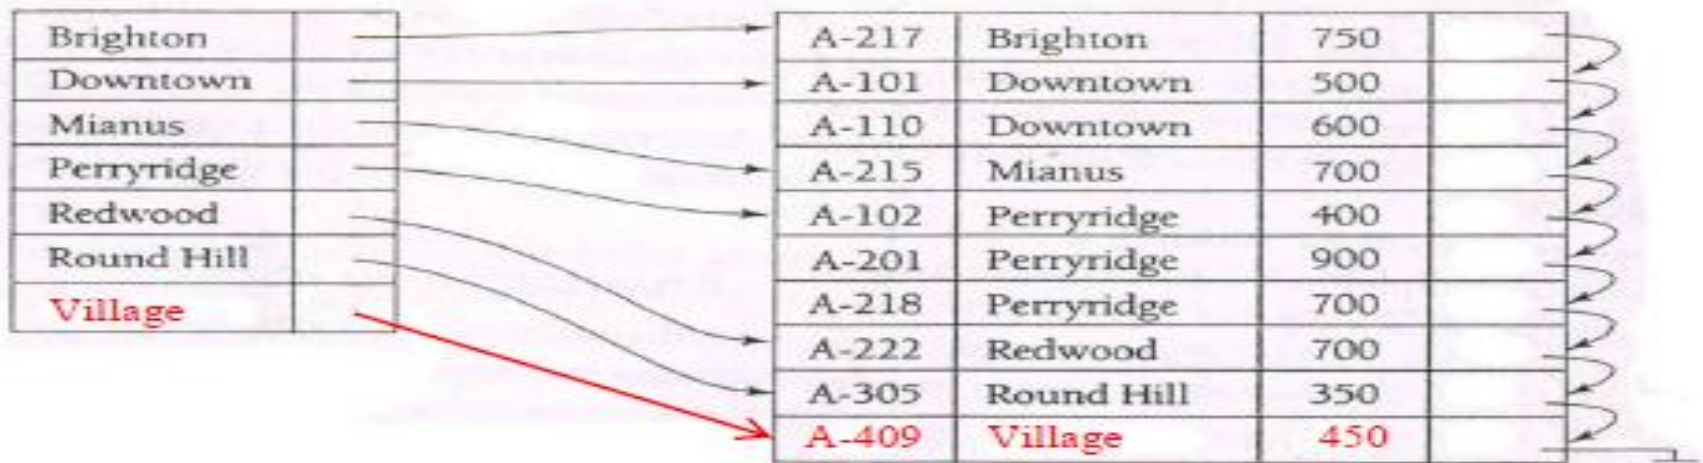 Brighton
Downtown
Mianus
Perryridge
Redwood
Round Hill
Village
A-217 Brighton 750
A-101 Downtown 500
A-110 Downtown 600
A-215 Mianus 700
A-102 Perryridge 400
A-201 Perryridge 900
A-218 Perryridge 700
A-222 Redwood 700
A-305 Round Hill 350
A-409 Village 450